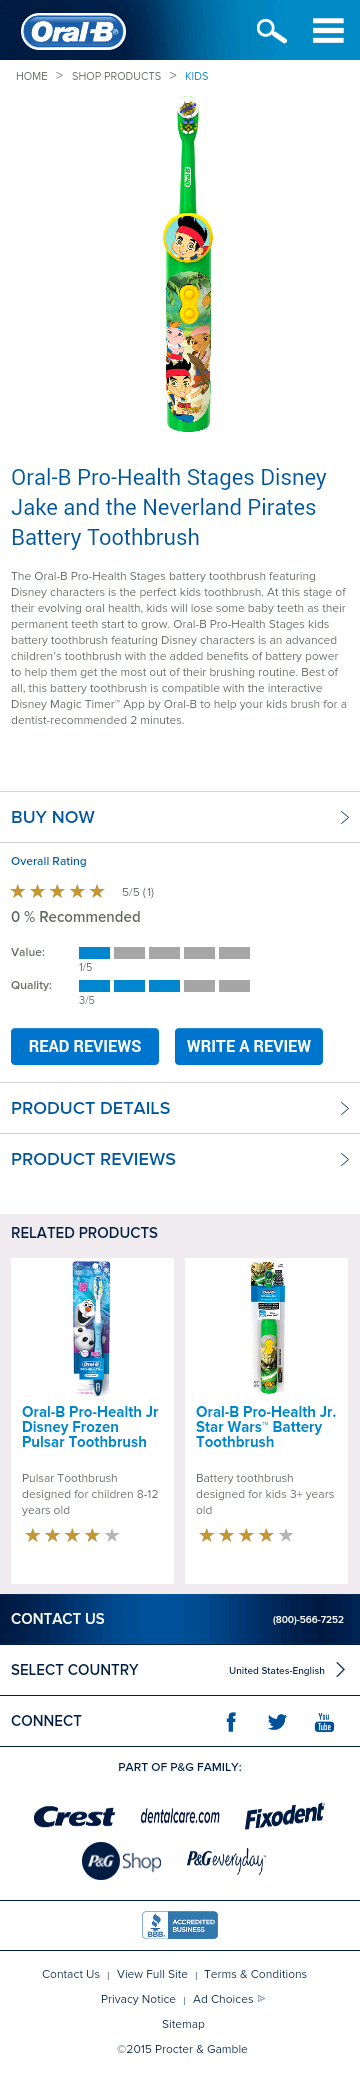 Oral-B
HOME > SHOP PRODUCTS > KIDS
Oral-B
Oral-B Pro-Health Stages Disney
Jake and the Neverland Pirates
Battery Toothbrush
The Oral-B Pro-Health Stages battery toothbrush featuring
Disney characters is the perfect kids toothbrush. At this stage of
their evolving oral health, kids will lose some baby teeth as their
permanent teeth start to grow. Oral-B Pro-Health Stages kids
battery toothbrush featuring Disney characters is an advanced
children's toothbrush with the added benefits of battery power
to help them get the most out of their brushing routine. Best of
all, this battery toothbrush is compatible with the interactive
Disney Magic Timer™ App by Oral-B to help your kids brush for a
dentist-recommended 2 minutes.
BUY NOW
Overall Rating
5/5 (1)
0 % Recommended
Value:
1/5
Quality:
3/5
READ REVIEWS WRITE A REVIEW
PRODUCT DETAILS
PRODUCT REVIEWS
RELATED PRODUCTS
Oral-B
PRO-HEALTH
Oral-B Pro-Health Jr
Disney Frozen
Pulsar Toothbrush
Pulsar Toothbrush
designed for children 8-12
years old
Oral-B
Oral-B Pro-Health Jr.
Star Wars™ Battery
Toothbrush
Battery toothbrush
designed for kids 3+ years
old
CONTACT US (800)-566-7252
SELECT COUNTRY United States-English
CONNECT f You Tube
PART OF P&G FAMILY:
Crest dentalcare.com Fixodent
P&G Shop P&G everyday™
BBB ACCREDITED BUSINESS
Contact Us | View Full Site | Terms & Conditions
Privacy Notice | Ad Choices
Sitemap
©2015 Procter & Gamble